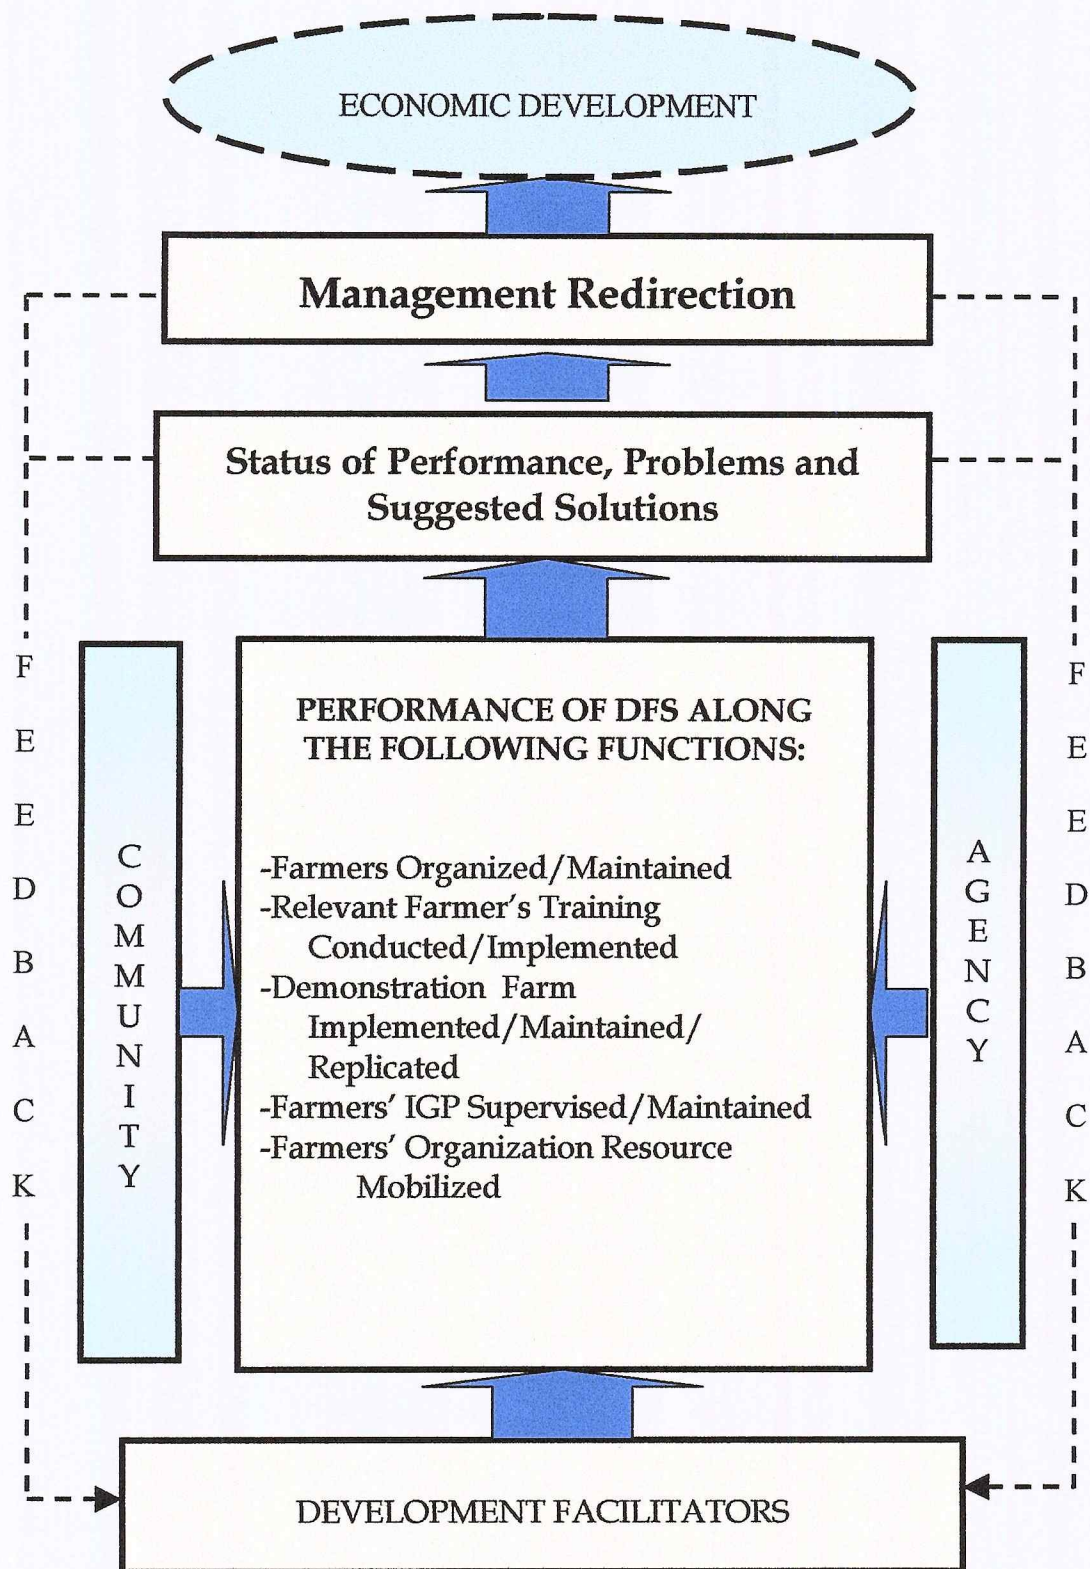 ECONOMIC DEVELOPMENT
Management Redirection
Status of Performance, Problems and
Suggested Solutions
FEEDBACK
COMMUNITY
PERFORMANCE OF DFS ALONG
THE FOLLOWING FUNCTIONS:
-Farmers Organized/Maintained
-Relevant Farmer's Training
Conducted/Implemented
-Demonstration Farm
Implemented/Maintained/
Replicated
-Farmers' IGP Supervised/Maintained
-Farmers' Organization Resource
Mobilized
AGENCY
FEEDBACK
DEVELOPMENT FACILITATORS